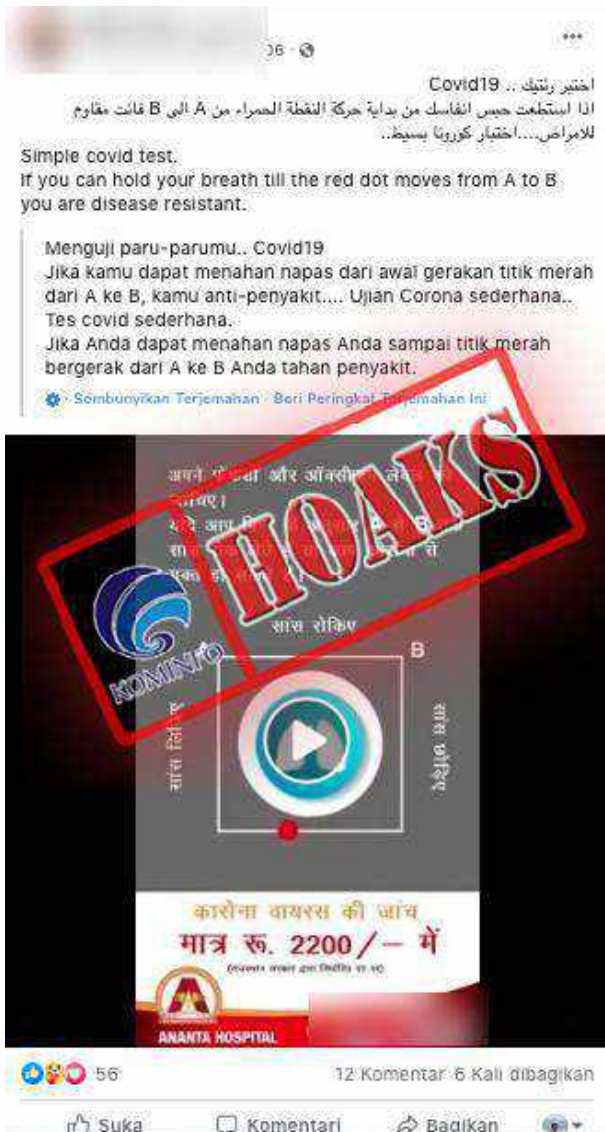 06 ·
اختبر رئتيك .. Covid19
اذا استطعت حبس انفاسك من بداية حركة النقطة الحمراء من A الى B فانت مقاوم
للامراض....اختبار كورونا بسيط..
Simple covid test.
If you can hold your breath till the red dot moves from A to B
you are disease resistant.
Menguji paru-parumu.. Covid19
Jika kamu dapat menahan napas dari awal gerakan titik merah
dari A ke B, kamu anti-penyakit.... Ujian Corona sederhana..
Tes covid sederhana.
Jika Anda dapat menahan napas Anda sampai titik merah
bergerak dari A ke B Anda tahan penyakit.
Sembunyikan Terjemahan · Beri Peringkat Terjemahan Ini
अपने और
HOAKS
KOMINFO
सांस रोकिए
B
सांस छोड़िए
कारोना वायरस की जांच
मात्र रू. 2200/- में
ANANTA HOSPITAL
56
12 Komentar 6 Kali dibagikan
Suka
Komentari
Bagikan